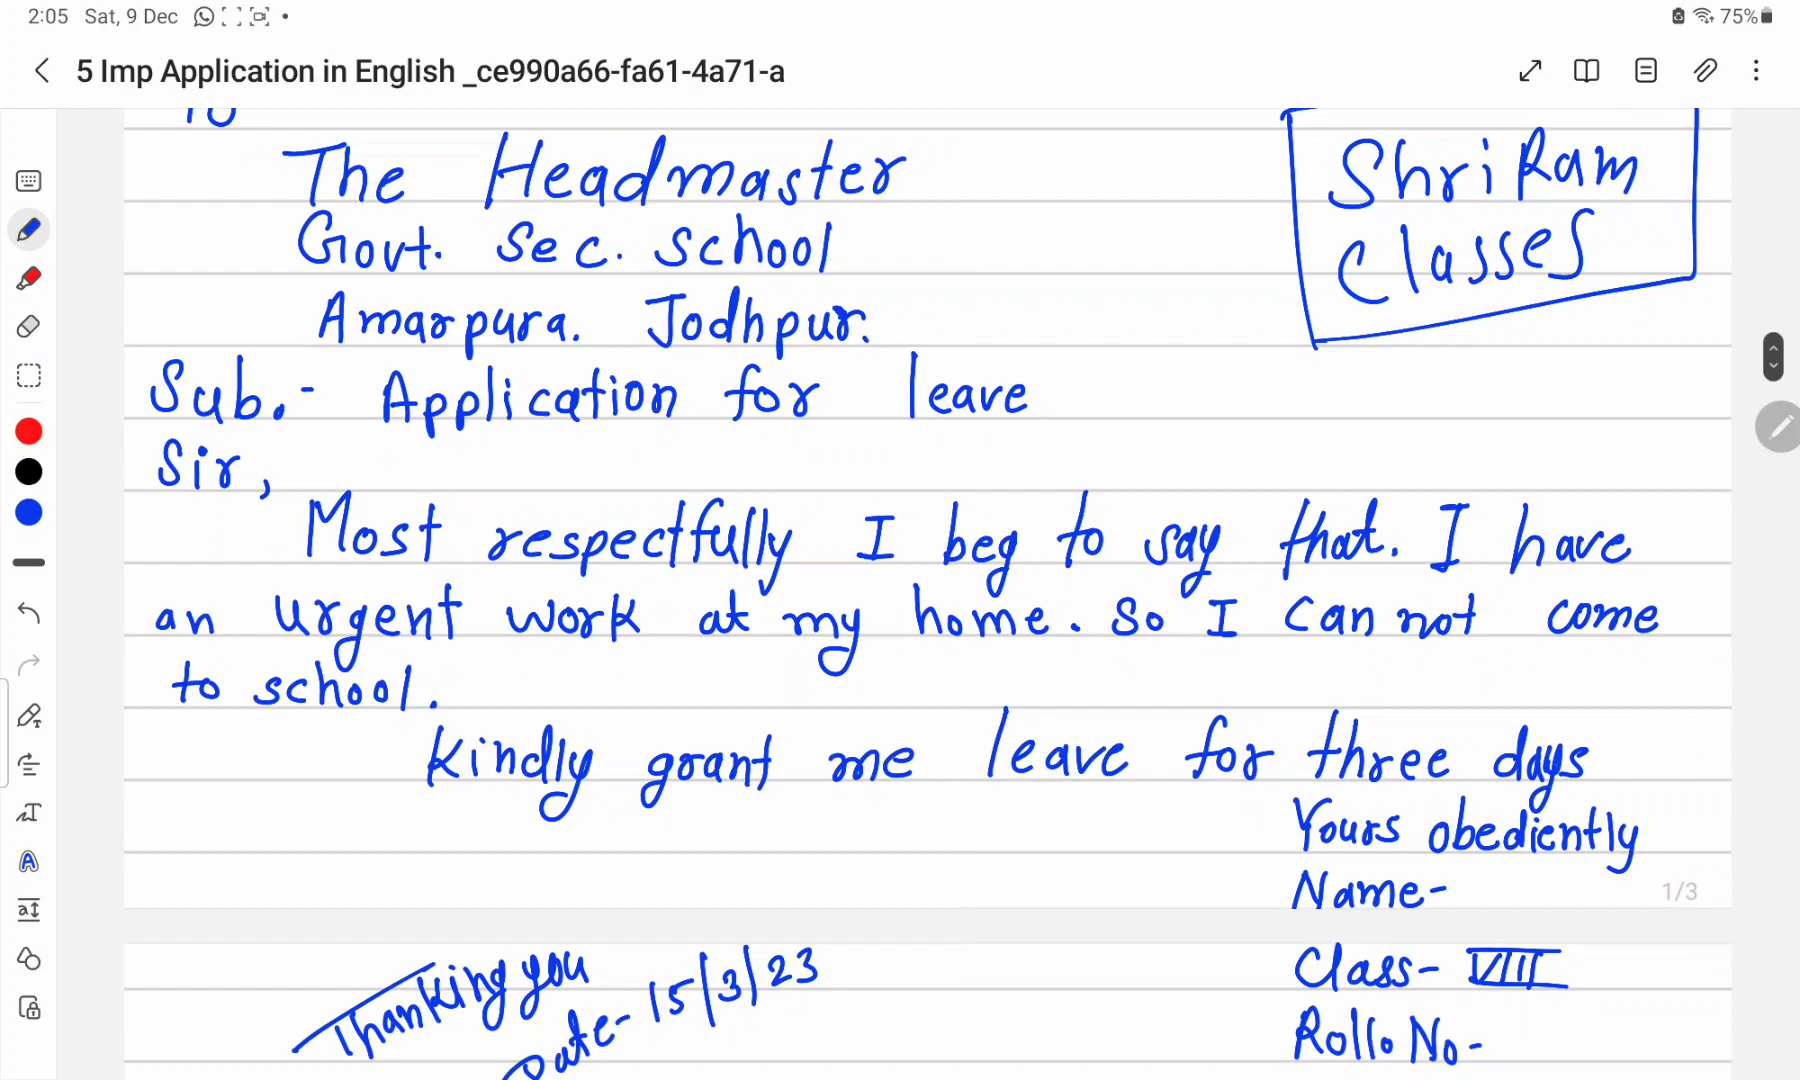 2:05 Sat, 9 Dec
75%
5 Imp Application in English _ce990a66-fa61-4a71-a
To
The Headmaster
Govt. Sec. School
Amarpura. Jodhpur.
ShriRam
Classes
Sub.- Application for leave
Sir,
Most respectfully I beg to say that. I have
an urgent work at my home. So I can not come
to school.
Kindly grant me leave for three days
Yours obediently
Name-
1/3
Thanking you
Date- 15/3/23
Class- VIII
Rollo No-